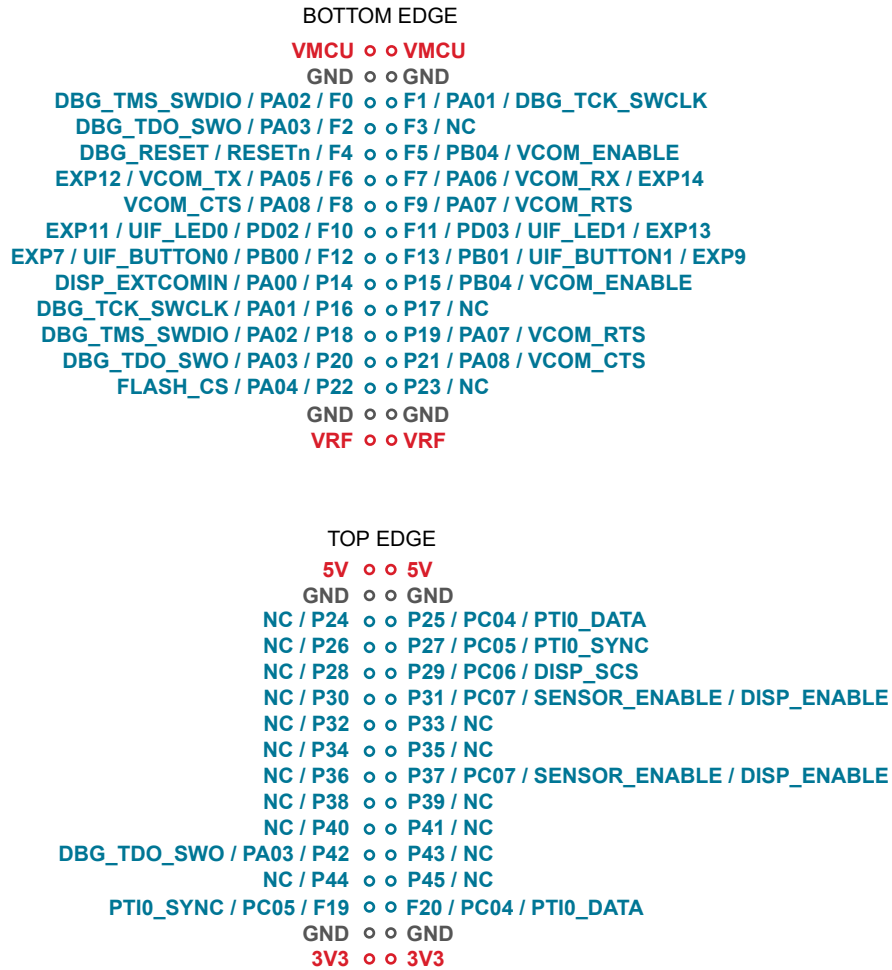 BOTTOM EDGE
VMCU VMCU
GND GND
DBG_TMS_SWDIO / PA02 / F0 F1 / PA01 / DBG_TCK_SWCLK
DBG_TDO_SWO / PA03 / F2 F3 / NC
DBG_RESET / RESETn / F4 F5 / PB04 / VCOM_ENABLE
EXP12 / VCOM_TX / PA05 / F6 F7 / PA06 / VCOM_RX / EXP14
VCOM_CTS / PA08 / F8 F9 / PA07 / VCOM_RTS
EXP11 / UIF_LED0 / PD02 / F10 F11 / PD03 / UIF_LED1 / EXP13
EXP7 / UIF_BUTTON0 / PB00 / F12 F13 / PB01 / UIF_BUTTON1 / EXP9
DISP_EXTCOMIN / PA00 / P14 P15 / PB04 / VCOM_ENABLE
DBG_TCK_SWCLK / PA01 / P16 P17 / NC
DBG_TMS_SWDIO / PA02 / P18 P19 / PA07 / VCOM_RTS
DBG_TDO_SWO / PA03 / P20 P21 / PA08 / VCOM_CTS
FLASH_CS / PA04 / P22 P23 / NC
GND GND
VRF VRF
TOP EDGE
5V 5V
GND GND
NC / P24 P25 / PC04 / PTI0_DATA
NC / P26 P27 / PC05 / PTI0_SYNC
NC / P28 P29 / PC06 / DISP_SCS
NC / P30 P31 / PC07 / SENSOR_ENABLE / DISP_ENABLE
NC / P32 P33 / NC
NC / P34 P35 / NC
NC / P36 P37 / PC07 / SENSOR_ENABLE / DISP_ENABLE
NC / P38 P39 / NC
NC / P40 P41 / NC
DBG_TDO_SWO / PA03 / P42 P43 / NC
NC / P44 P45 / NC
PTI0_SYNC / PC05 / F19 F20 / PC04 / PTI0_DATA
GND GND
3V3 3V3